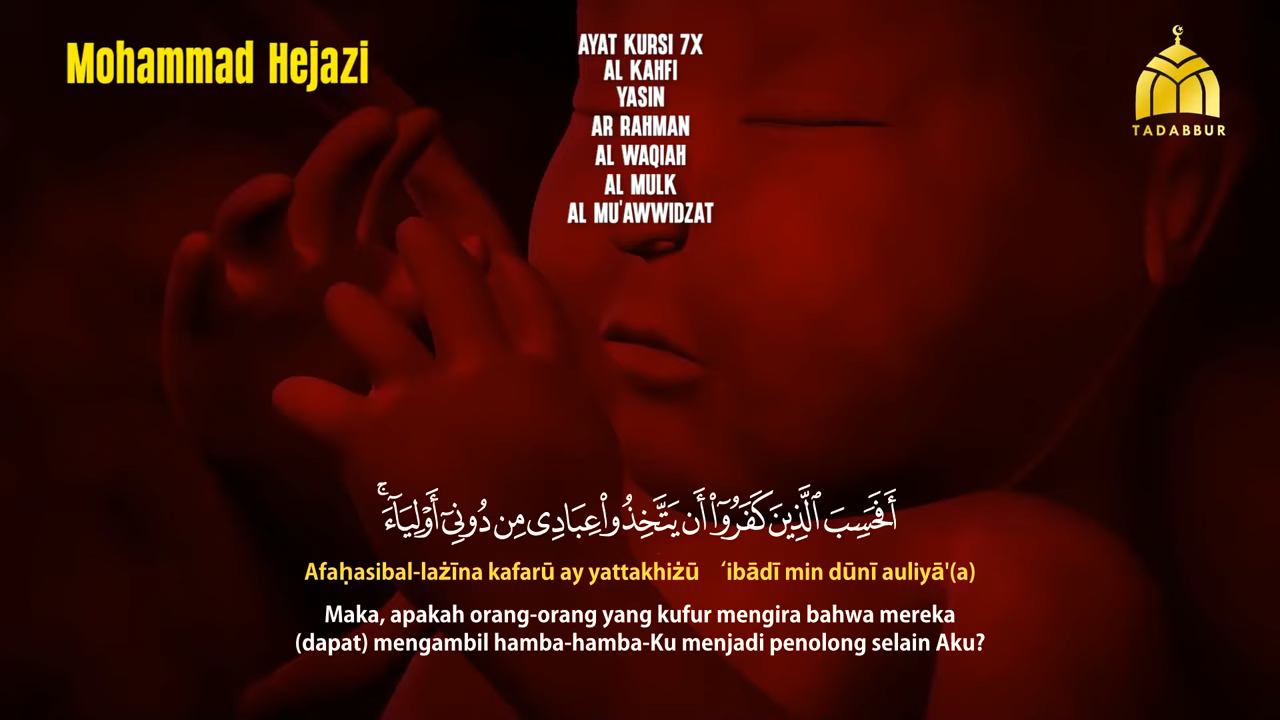 Mohammad Hejazi
AYAT KURSI 7X
AL KAHFI
YASIN
AR RAHMAN
AL WAQIAH
AL MULK
AL MU'AWWIDZAT
TADABBUR
أَفَحَسِبَ ٱلَّذِينَ كَفَرُوٓا۟ أَن يَتَّخِذُوا۟ عِبَادِى مِن دُونِىٓ أَوْلِيَآءَ ۚ
Afaḥasibal-lażīna kafarū ay yattakhiżū ‘ibādī min dūnī auliyā'(a)
Maka, apakah orang-orang yang kufur mengira bahwa mereka
(dapat) mengambil hamba-hamba-Ku menjadi penolong selain Aku?